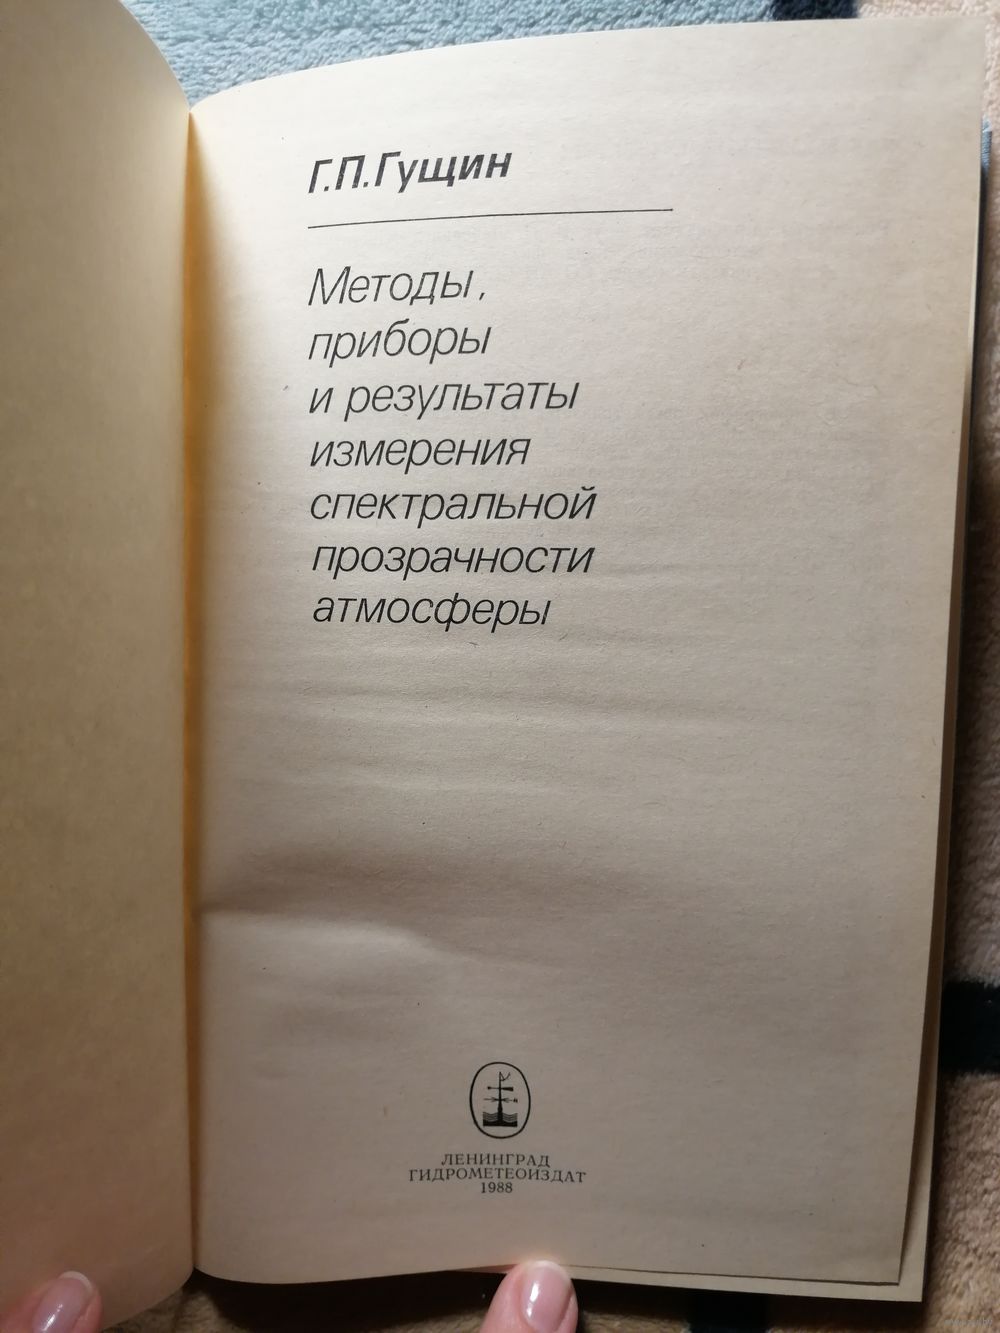 Г.П.Гущин
Методы,
приборы
и результаты
измерения
спектральной
прозрачности
атмосферы
ЛЕНИНГРАД
ГИДРОМЕТЕОИЗДАТ
1988